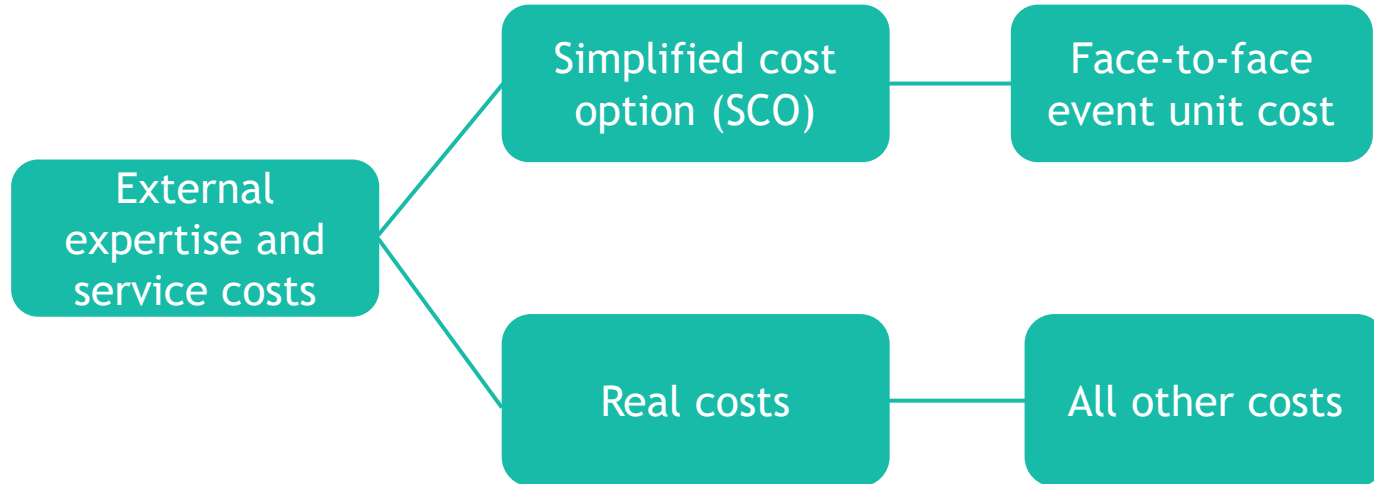 External
expertise and
service costs
Simplified cost
option (SCO)
Face-to-face
event unit cost
Real costs
All other costs